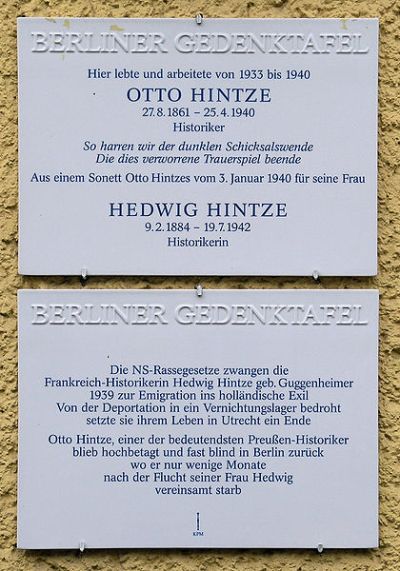 BERLINER GEDENKTAFEL
Hier lebte und arbeitete von 1933 bis 1940
OTTO HINTZE
27.8.1861 – 25.4.1940
Historiker
So harren wir der dunklen Schicksalswende
Die dies verworrene Trauerspiel beende
Aus einem Sonett Otto Hintzes vom 3. Januar 1940 für seine Frau
HEDWIG HINTZE
9.2.1884 – 19.7.1942
Historikerin
BERLINER GEDENKTAFEL
Die NS-Rassegesetze zwangen die
Frankreich-Historikerin Hedwig Hintze geb. Guggenheimer
1939 zur Emigration ins holländische Exil
Von der Deportation in ein Vernichtungslager bedroht
setzte sie ihrem Leben in Utrecht ein Ende
Otto Hintze, einer der bedeutendsten Preußen-Historiker
blieb hochbetagt und fast blind in Berlin zurück
wo er nur wenige Monate
nach der Flucht seiner Frau Hedwig
vereinsamt starb
KPM